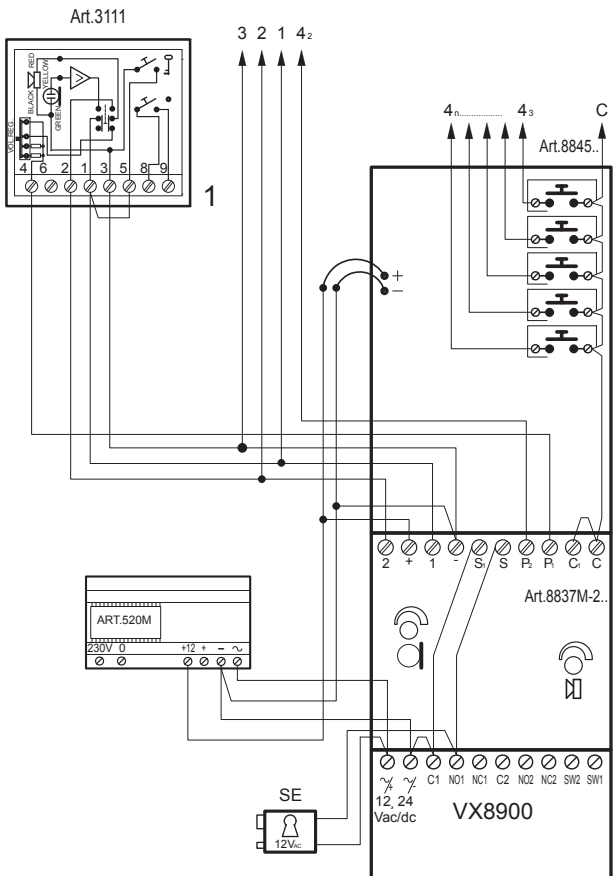 Art.3111
BLACK
RED
YELLOW
GREEN
VOL.REG.
4 6 2 1 3 5 8 9
1
3 2 1 4₂
4ₙ................ 4₃ C
Art.8845..
+
−
2 + 1 - S₁ S P₂ P₁ C₁ C
Art.8837M-2..
ART.520M
230V 0 +12 + − ~
~/+ ~/- C1 NO1 NC1 C2 NO2 NC2 SW2 SW1
12, 24
Vac/dc
VX8900
SE
12VAC